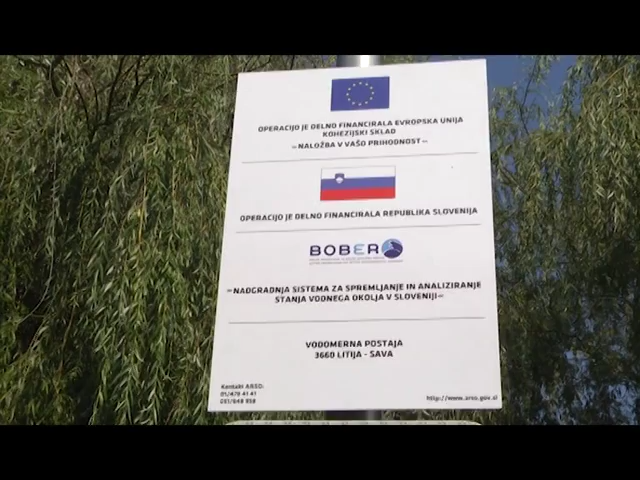 OPERACIJO JE DELNO FINANCIRALA EVROPSKA UNIJA
KOHEZIJSKI SKLAD
»NALOŽBA V VAŠO PRIHODNOST«
OPERACIJO JE DELNO FINANCIRALA REPUBLIKA SLOVENIJA
BOBER
»NADGRADNJA SISTEMA ZA SPREMLJANJE IN ANALIZIRANJE
STANJA VODNEGA OKOLJA V SLOVENIJI«
VODOMERNA POSTAJA
3660 LITIJA - SAVA
Kontakt ARSO:
01/478 41 41
http://www.arso.gov.si